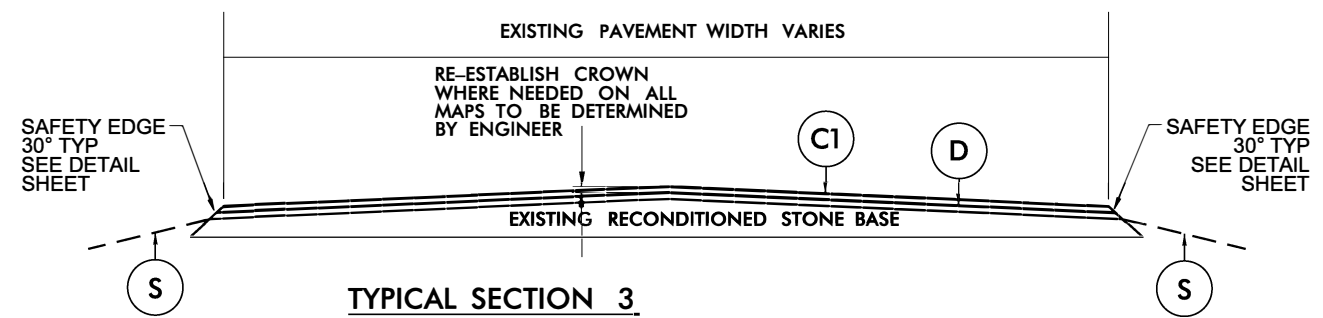 EXISTING PAVEMENT WIDTH VARIES
RE-ESTABLISH CROWN
WHERE NEEDED ON ALL
MAPS TO BE DETERMINED
BY ENGINEER
SAFETY EDGE
30° TYP
SEE DETAIL
SHEET
C1
D
SAFETY EDGE
30° TYP
SEE DETAIL
SHEET
EXISTING RECONDITIONED STONE BASE
S
S
TYPICAL SECTION 3